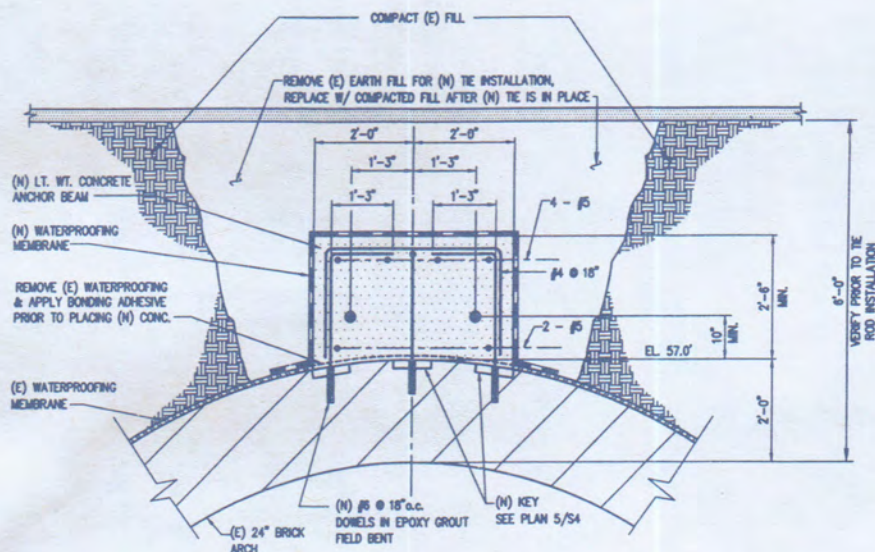 COMPACT (E) FILL
REMOVE (E) EARTH FILL FOR (N) TIE INSTALLATION,
REPLACE W/ COMPACTED FILL AFTER (N) TIE IS IN PLACE
2'-0" 2'-0"
1'-3" 1'-3"
1'-3" 1'-3"
(N) LT. WT. CONCRETE
ANCHOR BEAM
4 - #5
(N) WATERPROOFING
MEMBRANE
#4 @ 18"
REMOVE (E) WATERPROOFING
& APPLY BONDING ADHESIVE
PRIOR TO PLACING (N) CONC.
2'-6"
MIN.
10"
MIN.
6'-0"
VERIFY PRIOR TO TIE
ROD INSTALLATION
2 - #5
EL. 57.0'
(E) WATERPROOFING
MEMBRANE
2'-0"
(N) #6 @ 18"o.c.
DOWELS IN EPOXY GROUT
FIELD BENT
(N) KEY
SEE PLAN 5/S4
(E) 24" BRICK
ARCH